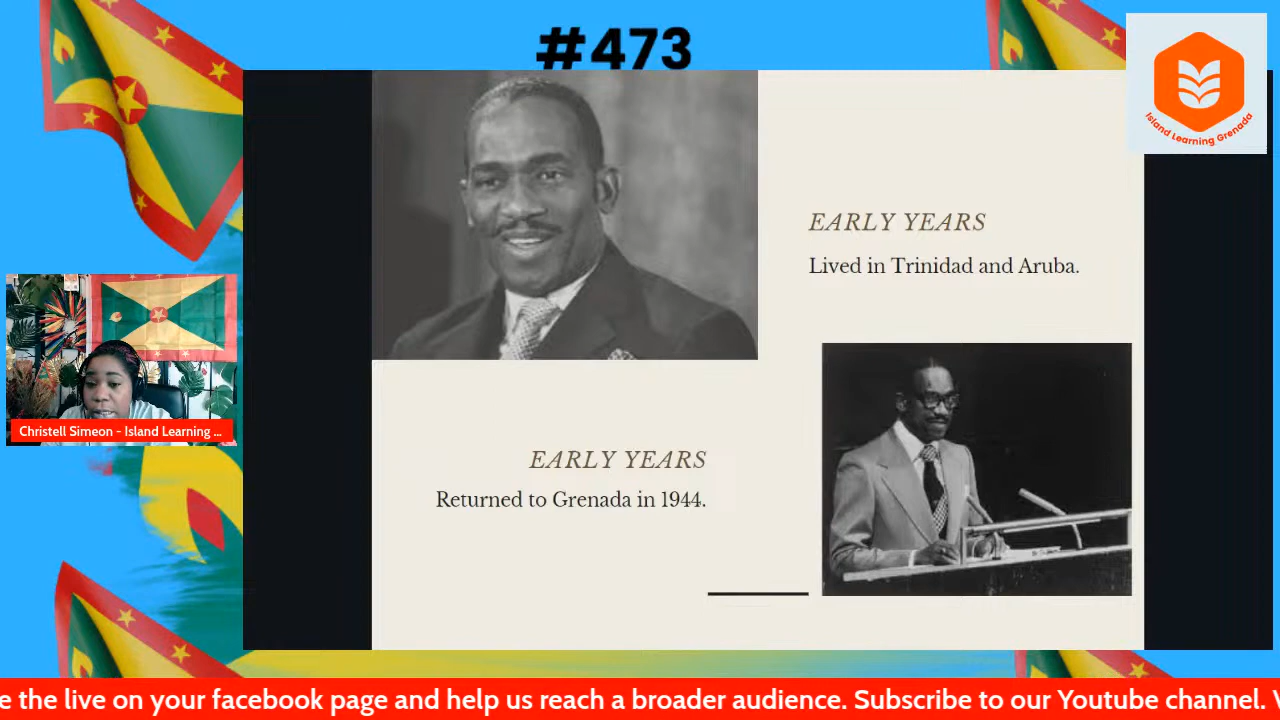 #473
Island Learning Grenada
EARLY YEARS
Lived in Trinidad and Aruba.
Christell Simeon - Island Learning ...
EARLY YEARS
Returned to Grenada in 1944.
e the live on your facebook page and help us reach a broader audience. Subscribe to our Youtube channel. V